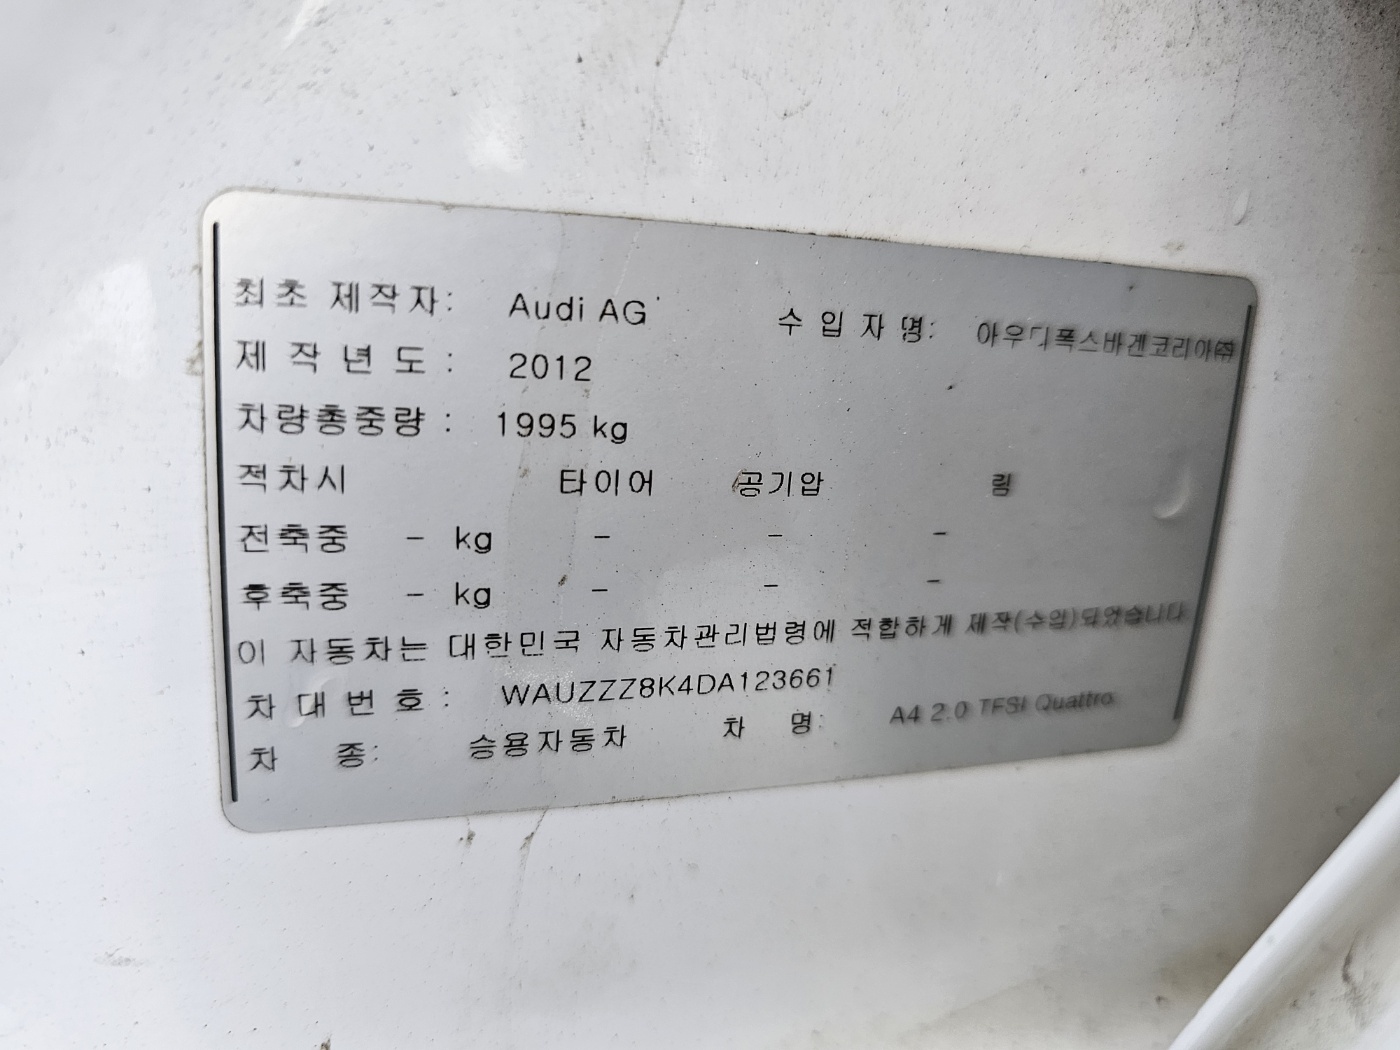 최초 제작자: Audi AG 수입자명: 아우디폭스바겐코리아㈜
제작년도: 2012
차량총중량: 1995 kg
적차시 타이어 공기압 림
전축중 - kg - - -
후축중 - kg - - -
이 자동차는 대한민국 자동차관리법령에 적합하게 제작(수입)되었습니다
차대번호: WAUZZZ8K4DA123661
차 종: 승용자동차 차 명: A4 2.0 TFSI Quattro